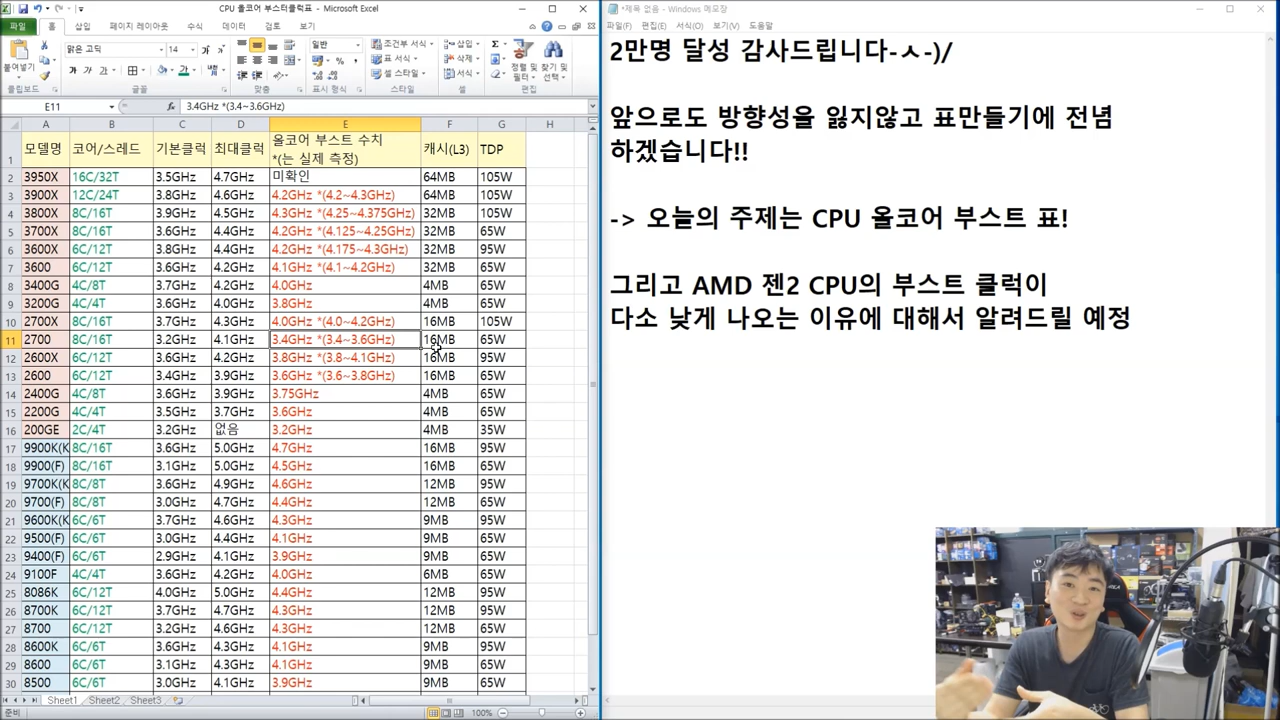 CPU 올코어 부스터클럭표 - Microsoft Excel
파일 홈 삽입 페이지 레이아웃 수식 데이터 검토 보기
붙여넣기 맑은 고딕 14 일반 조건부 서식 표 서식 셀 스타일 삽입 삭제 서식 정렬 및 필터 찾기 및 선택
클립보드 글꼴 맞춤 표시 형식 스타일 셀 편집
E11 fx 3.4GHz *(3.4~3.6GHz)
A B C D E F G H
1 모델명 코어/스레드 기본클럭 최대클럭 올코어 부스트 수치 *(는 실제 측정) 캐시(L3) TDP
2 3950X 16C/32T 3.5GHz 4.7GHz 미확인 64MB 105W
3 3900X 12C/24T 3.8GHz 4.6GHz 4.2GHz *(4.2~4.3GHz) 64MB 105W
4 3800X 8C/16T 3.9GHz 4.5GHz 4.3GHz *(4.25~4.375GHz) 32MB 105W
5 3700X 8C/16T 3.6GHz 4.4GHz 4.2GHz *(4.125~4.25GHz) 32MB 65W
6 3600X 6C/12T 3.8GHz 4.4GHz 4.2GHz *(4.175~4.3GHz) 32MB 95W
7 3600 6C/12T 3.6GHz 4.2GHz 4.1GHz *(4.1~4.2GHz) 32MB 65W
8 3400G 4C/8T 3.7GHz 4.2GHz 4.0GHz 4MB 65W
9 3200G 4C/4T 3.6GHz 4.0GHz 3.8GHz 4MB 65W
10 2700X 8C/16T 3.7GHz 4.3GHz 4.0GHz *(4.0~4.2GHz) 16MB 105W
11 2700 8C/16T 3.2GHz 4.1GHz 3.4GHz *(3.4~3.6GHz) 16MB 65W
12 2600X 6C/12T 3.6GHz 4.2GHz 3.8GHz *(3.8~4.1GHz) 16MB 95W
13 2600 6C/12T 3.4GHz 3.9GHz 3.6GHz *(3.6~3.8GHz) 16MB 65W
14 2400G 4C/8T 3.6GHz 3.9GHz 3.75GHz 4MB 65W
15 2200G 4C/4T 3.5GHz 3.7GHz 3.6GHz 4MB 65W
16 200GE 2C/4T 3.2GHz 없음 3.2GHz 4MB 35W
17 9900K(K 8C/16T 3.6GHz 5.0GHz 4.7GHz 16MB 95W
18 9900(F) 8C/16T 3.1GHz 5.0GHz 4.5GHz 16MB 65W
19 9700K(K 8C/8T 3.6GHz 4.9GHz 4.6GHz 12MB 95W
20 9700(F) 8C/8T 3.0GHz 4.7GHz 4.4GHz 12MB 65W
21 9600K(K 6C/6T 3.7GHz 4.6GHz 4.3GHz 9MB 95W
22 9500(F) 6C/6T 3.0GHz 4.4GHz 4.1GHz 9MB 65W
23 9400(F) 6C/6T 2.9GHz 4.1GHz 3.9GHz 9MB 65W
24 9100F 4C/4T 3.6GHz 4.2GHz 4.0GHz 6MB 65W
25 8086K 6C/12T 4.0GHz 5.0GHz 4.4GHz 12MB 95W
26 8700K 6C/12T 3.7GHz 4.7GHz 4.3GHz 12MB 95W
27 8700 6C/12T 3.2GHz 4.6GHz 4.3GHz 12MB 65W
28 8600K 6C/6T 3.6GHz 4.3GHz 4.1GHz 9MB 95W
29 8600 6C/6T 3.1GHz 4.3GHz 4.1GHz 9MB 65W
30 8500 6C/6T 3.0GHz 4.1GHz 3.9GHz 9MB 65W
Sheet1 Sheet2 Sheet3
준비 100%
*제목 없음 - Windows 메모장
파일(F) 편집(E) 서식(O) 보기(V) 도움말
2만명 달성 감사드립니다-ㅅ-)/
앞으로도 방향성을 잃지않고 표만들기에 전념
하겠습니다!!
-> 오늘의 주제는 CPU 올코어 부스트 표!
그리고 AMD 젠2 CPU의 부스트 클럭이
다소 낮게 나오는 이유에 대해서 알려드릴 예정